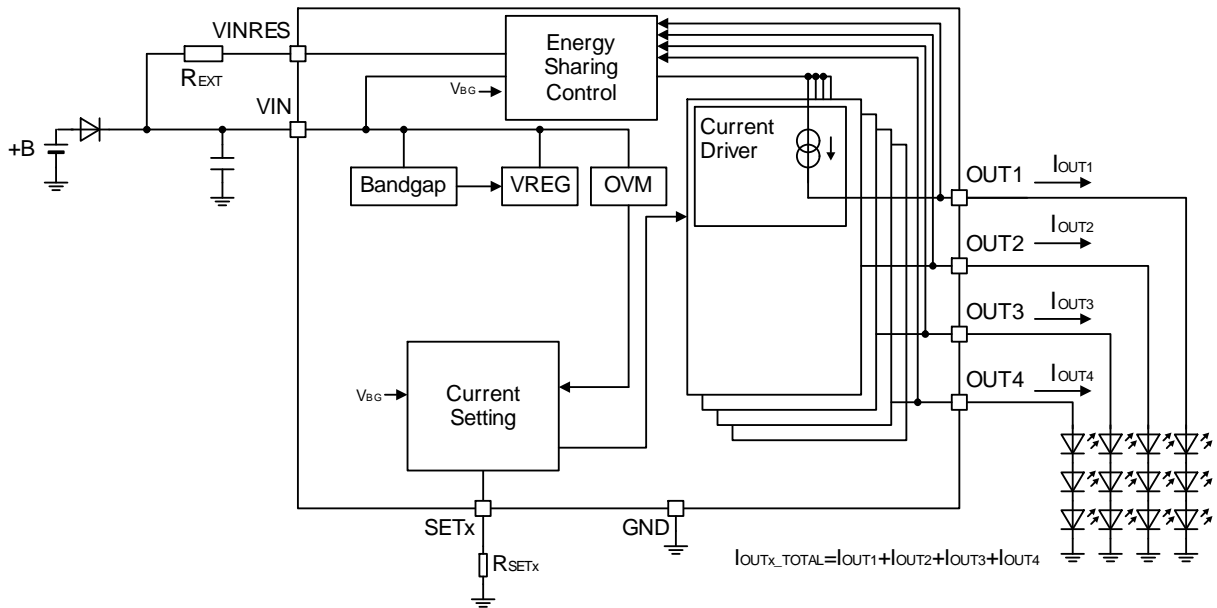 VINRES
REXT
VIN
+B
Energy
Sharing
Control
VBG
Bandgap
VREG
OVM
Current
Driver
OUT1
IOUT1
OUT2
IOUT2
OUT3
IOUT3
OUT4
IOUT4
VBG
Current
Setting
SETx
GND
RSETx
IOUTx_TOTAL=IOUT1+IOUT2+IOUT3+IOUT4